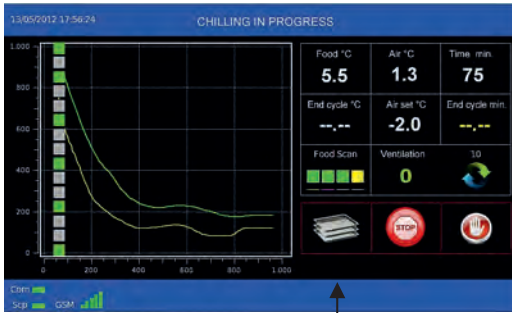 13/05/2012 17:56:24
CHILLING IN PROGRESS
1.000
800
600
400
200
0
0 200 400 600 800 1.000
Food °C Air °C Time min.
5.5 1.3 75
End cycle °C Air set °C End cycle min.
--.-- -2.0 --.--
Food Scan Ventilation 10
0
STOP
Com
Scp GSM